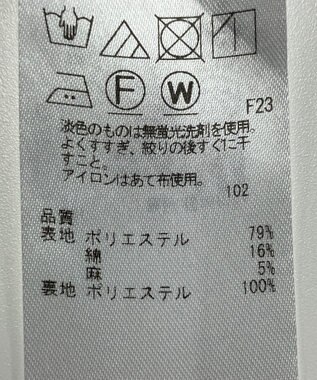 F W
F23
淡色のものは無蛍光洗剤を使用。
よくすすぎ、絞りの後すぐに干
すこと。
アイロンはあて布使用。
102
品質
表地 ポリエステル 79%
綿 16%
麻 5%
裏地 ポリエステル 100%